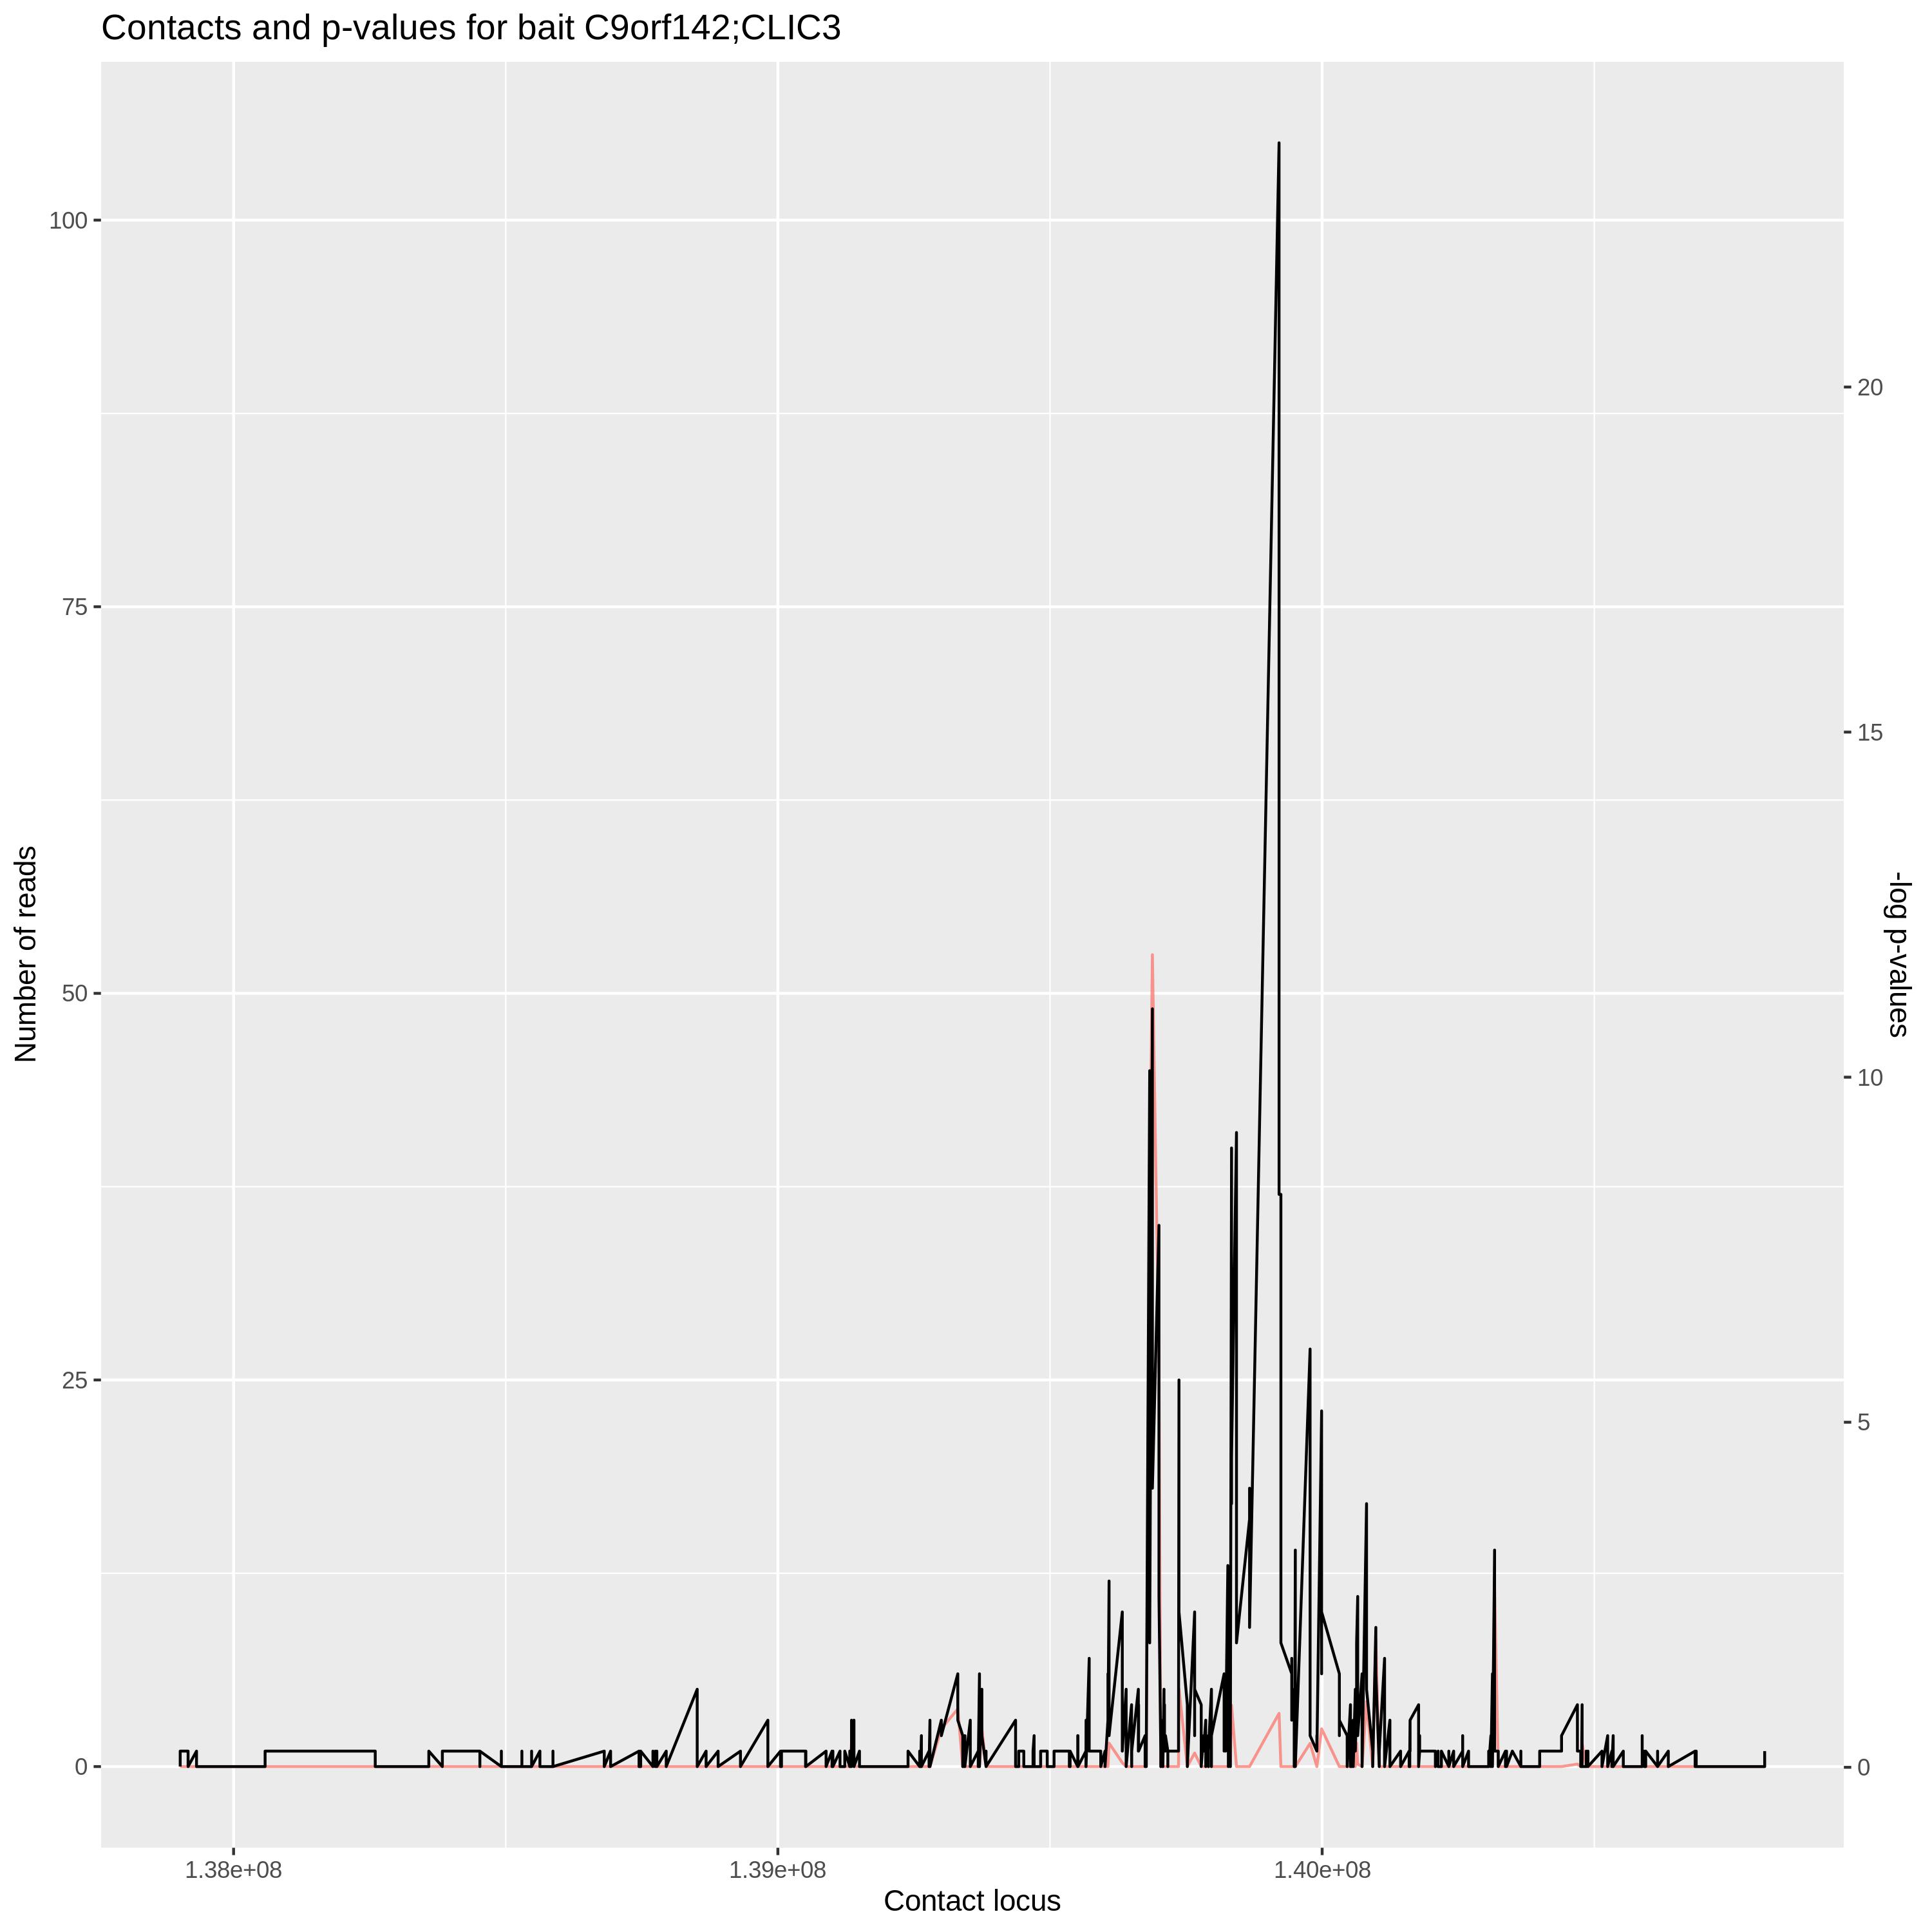 Contacts and p-values for bait C9orf142;CLIC3
100
75
50
25
0
Number of reads
20
15
10
5
0
-log p-values
1.38e+08
1.39e+08
1.40e+08
Contact locus